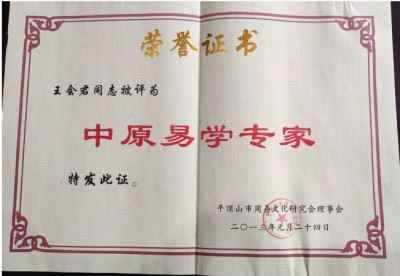 荣誉证书
王会君同志被评为
中原易学专家
特发此证。
平顶山市周易文化研究会理事会
二〇一三年元月二十四日